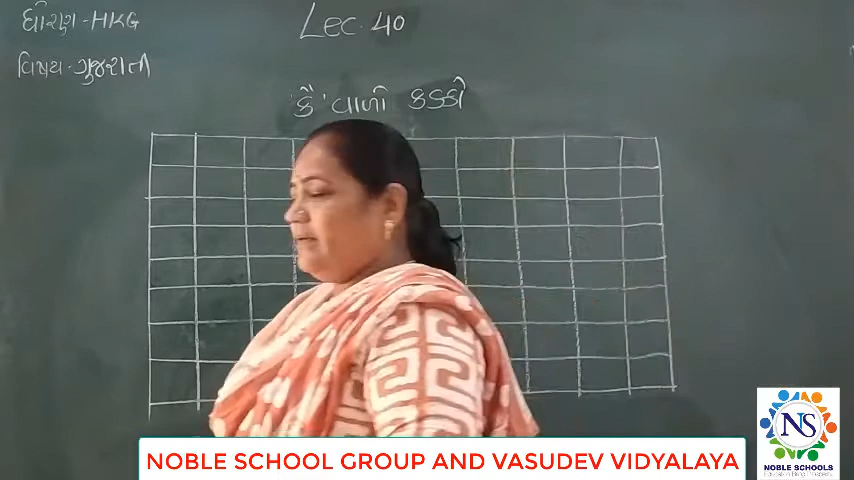 ધોરણ - HKG
Lec. 40
વિષય - ગુજરાતી
'કૈ' વાળી કક્કી
NOBLE SCHOOL GROUP AND VASUDEV VIDYALAYA
NS
NOBLE SCHOOLS